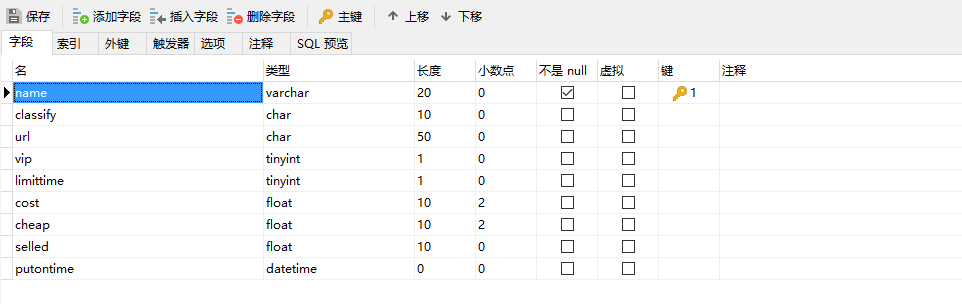 保存 添加字段 插入字段 删除字段 主键 上移 下移
字段 索引 外键 触发器 选项 注释 SQL 预览
名 类型 长度 小数点 不是 null 虚拟 键 注释
name varchar 20 0 1
classify char 10 0
url char 50 0
vip tinyint 1 0
limittime tinyint 1 0
cost float 10 2
cheap float 10 2
selled float 10 0
putontime datetime 0 0